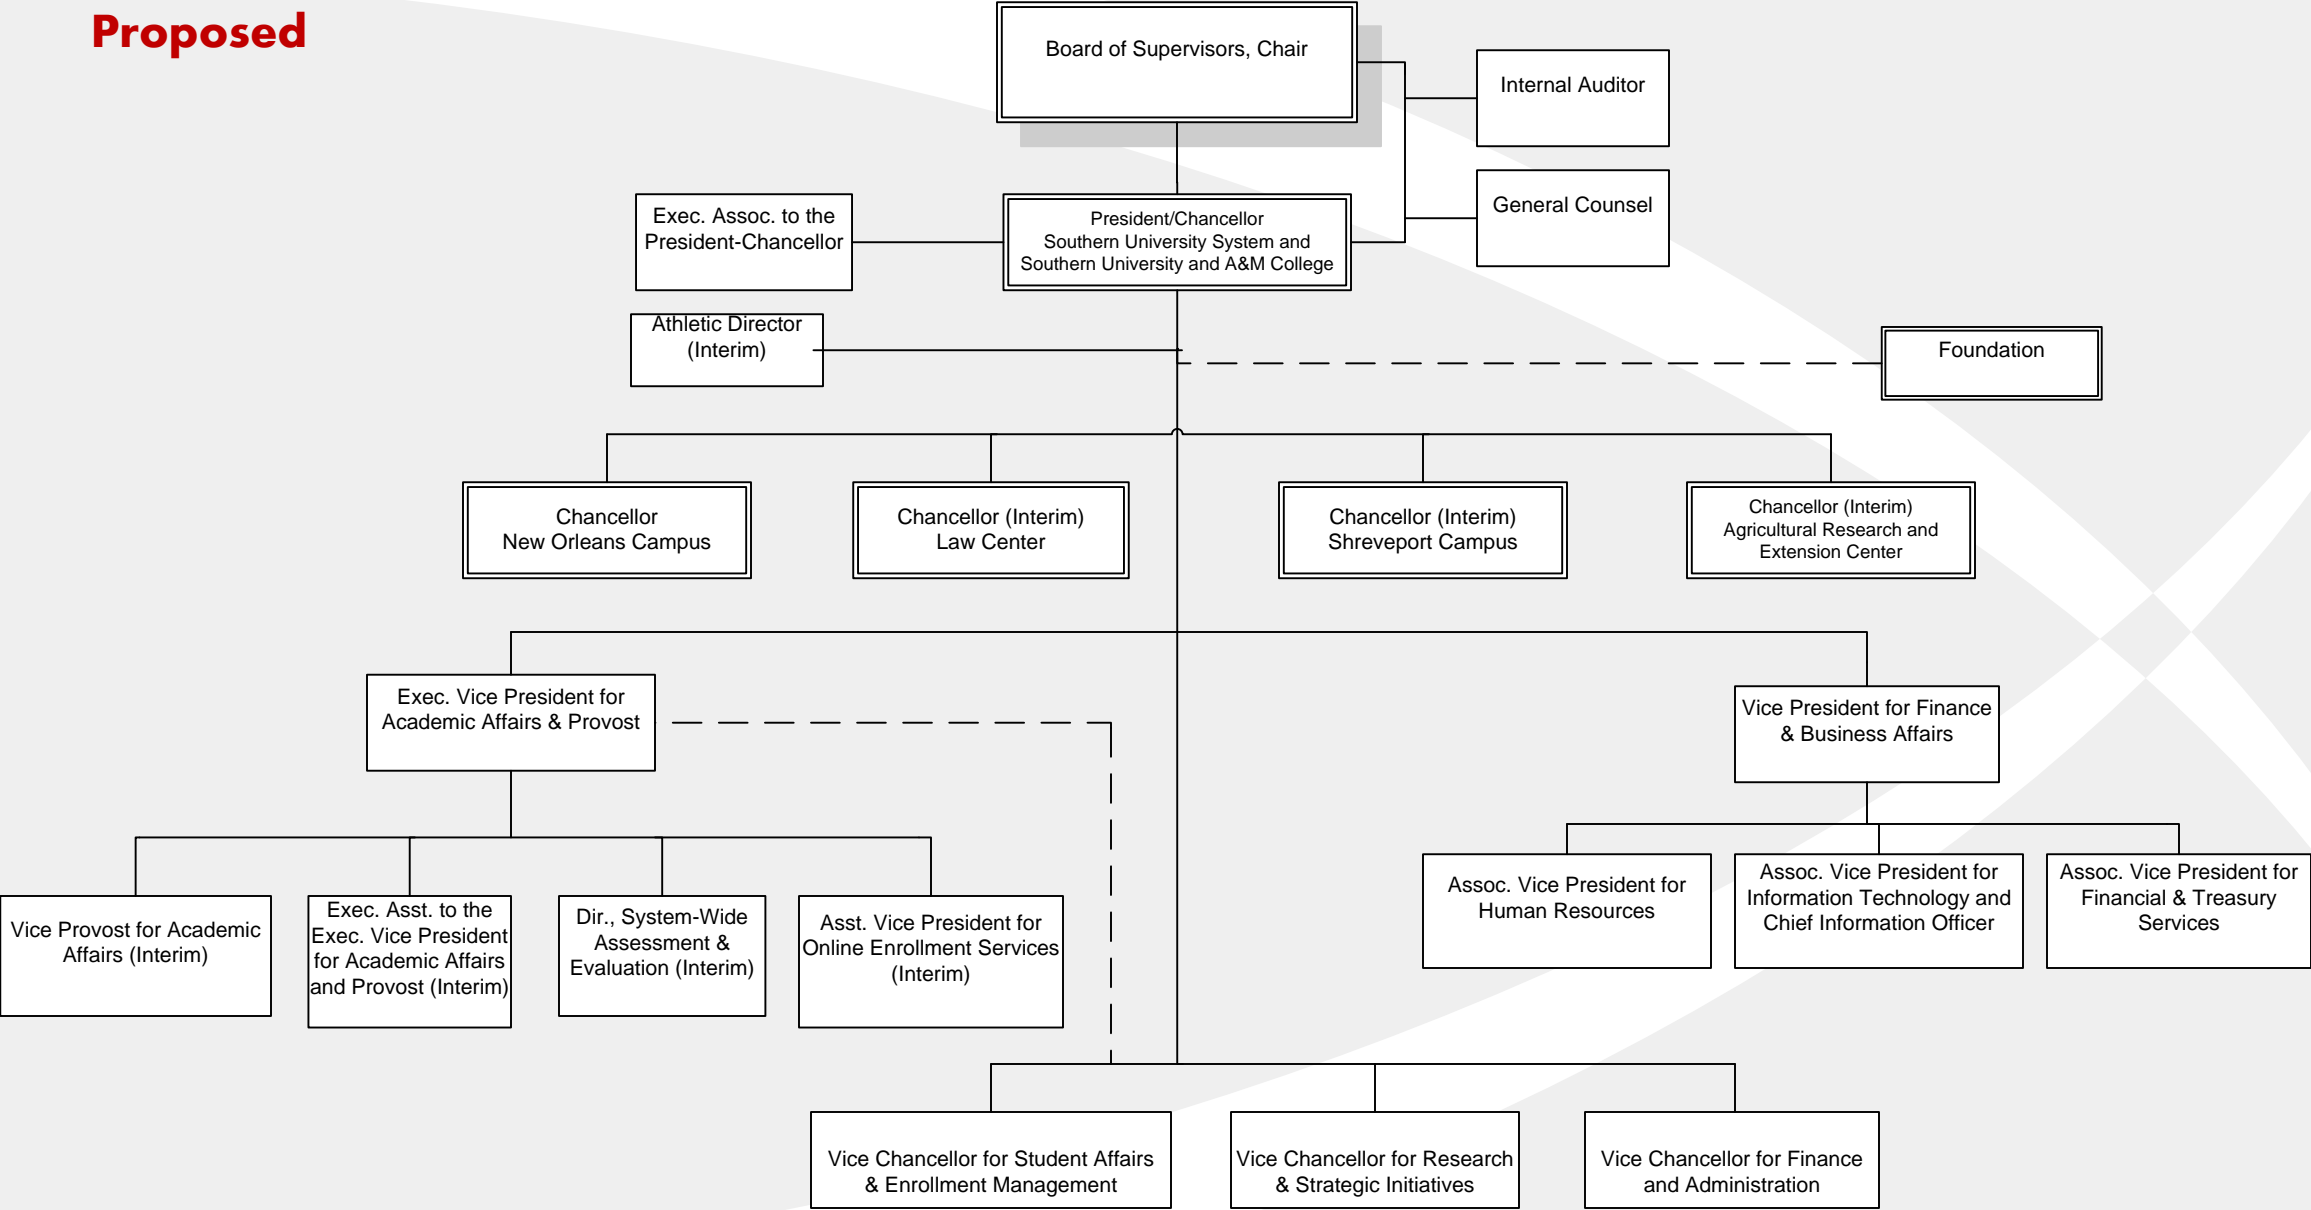 Proposed
Board of Supervisors, Chair
Internal Auditor
General Counsel
Exec. Assoc. to the
President-Chancellor
President/Chancellor
Southern University System and
Southern University and A&M College
Athletic Director
(Interim)
Foundation
Chancellor
New Orleans Campus
Chancellor (Interim)
Law Center
Chancellor (Interim)
Shreveport Campus
Chancellor (Interim)
Agricultural Research and
Extension Center
Exec. Vice President for
Academic Affairs & Provost
Vice President for Finance
& Business Affairs
Vice Provost for Academic
Affairs (Interim)
Exec. Asst. to the
Exec. Vice President
for Academic Affairs
and Provost (Interim)
Dir., System-Wide
Assessment &
Evaluation (Interim)
Asst. Vice President for
Online Enrollment Services
(Interim)
Assoc. Vice President for
Human Resources
Assoc. Vice President for
Information Technology and
Chief Information Officer
Assoc. Vice President for
Financial & Treasury
Services
Vice Chancellor for Student Affairs
& Enrollment Management
Vice Chancellor for Research
& Strategic Initiatives
Vice Chancellor for Finance
and Administration